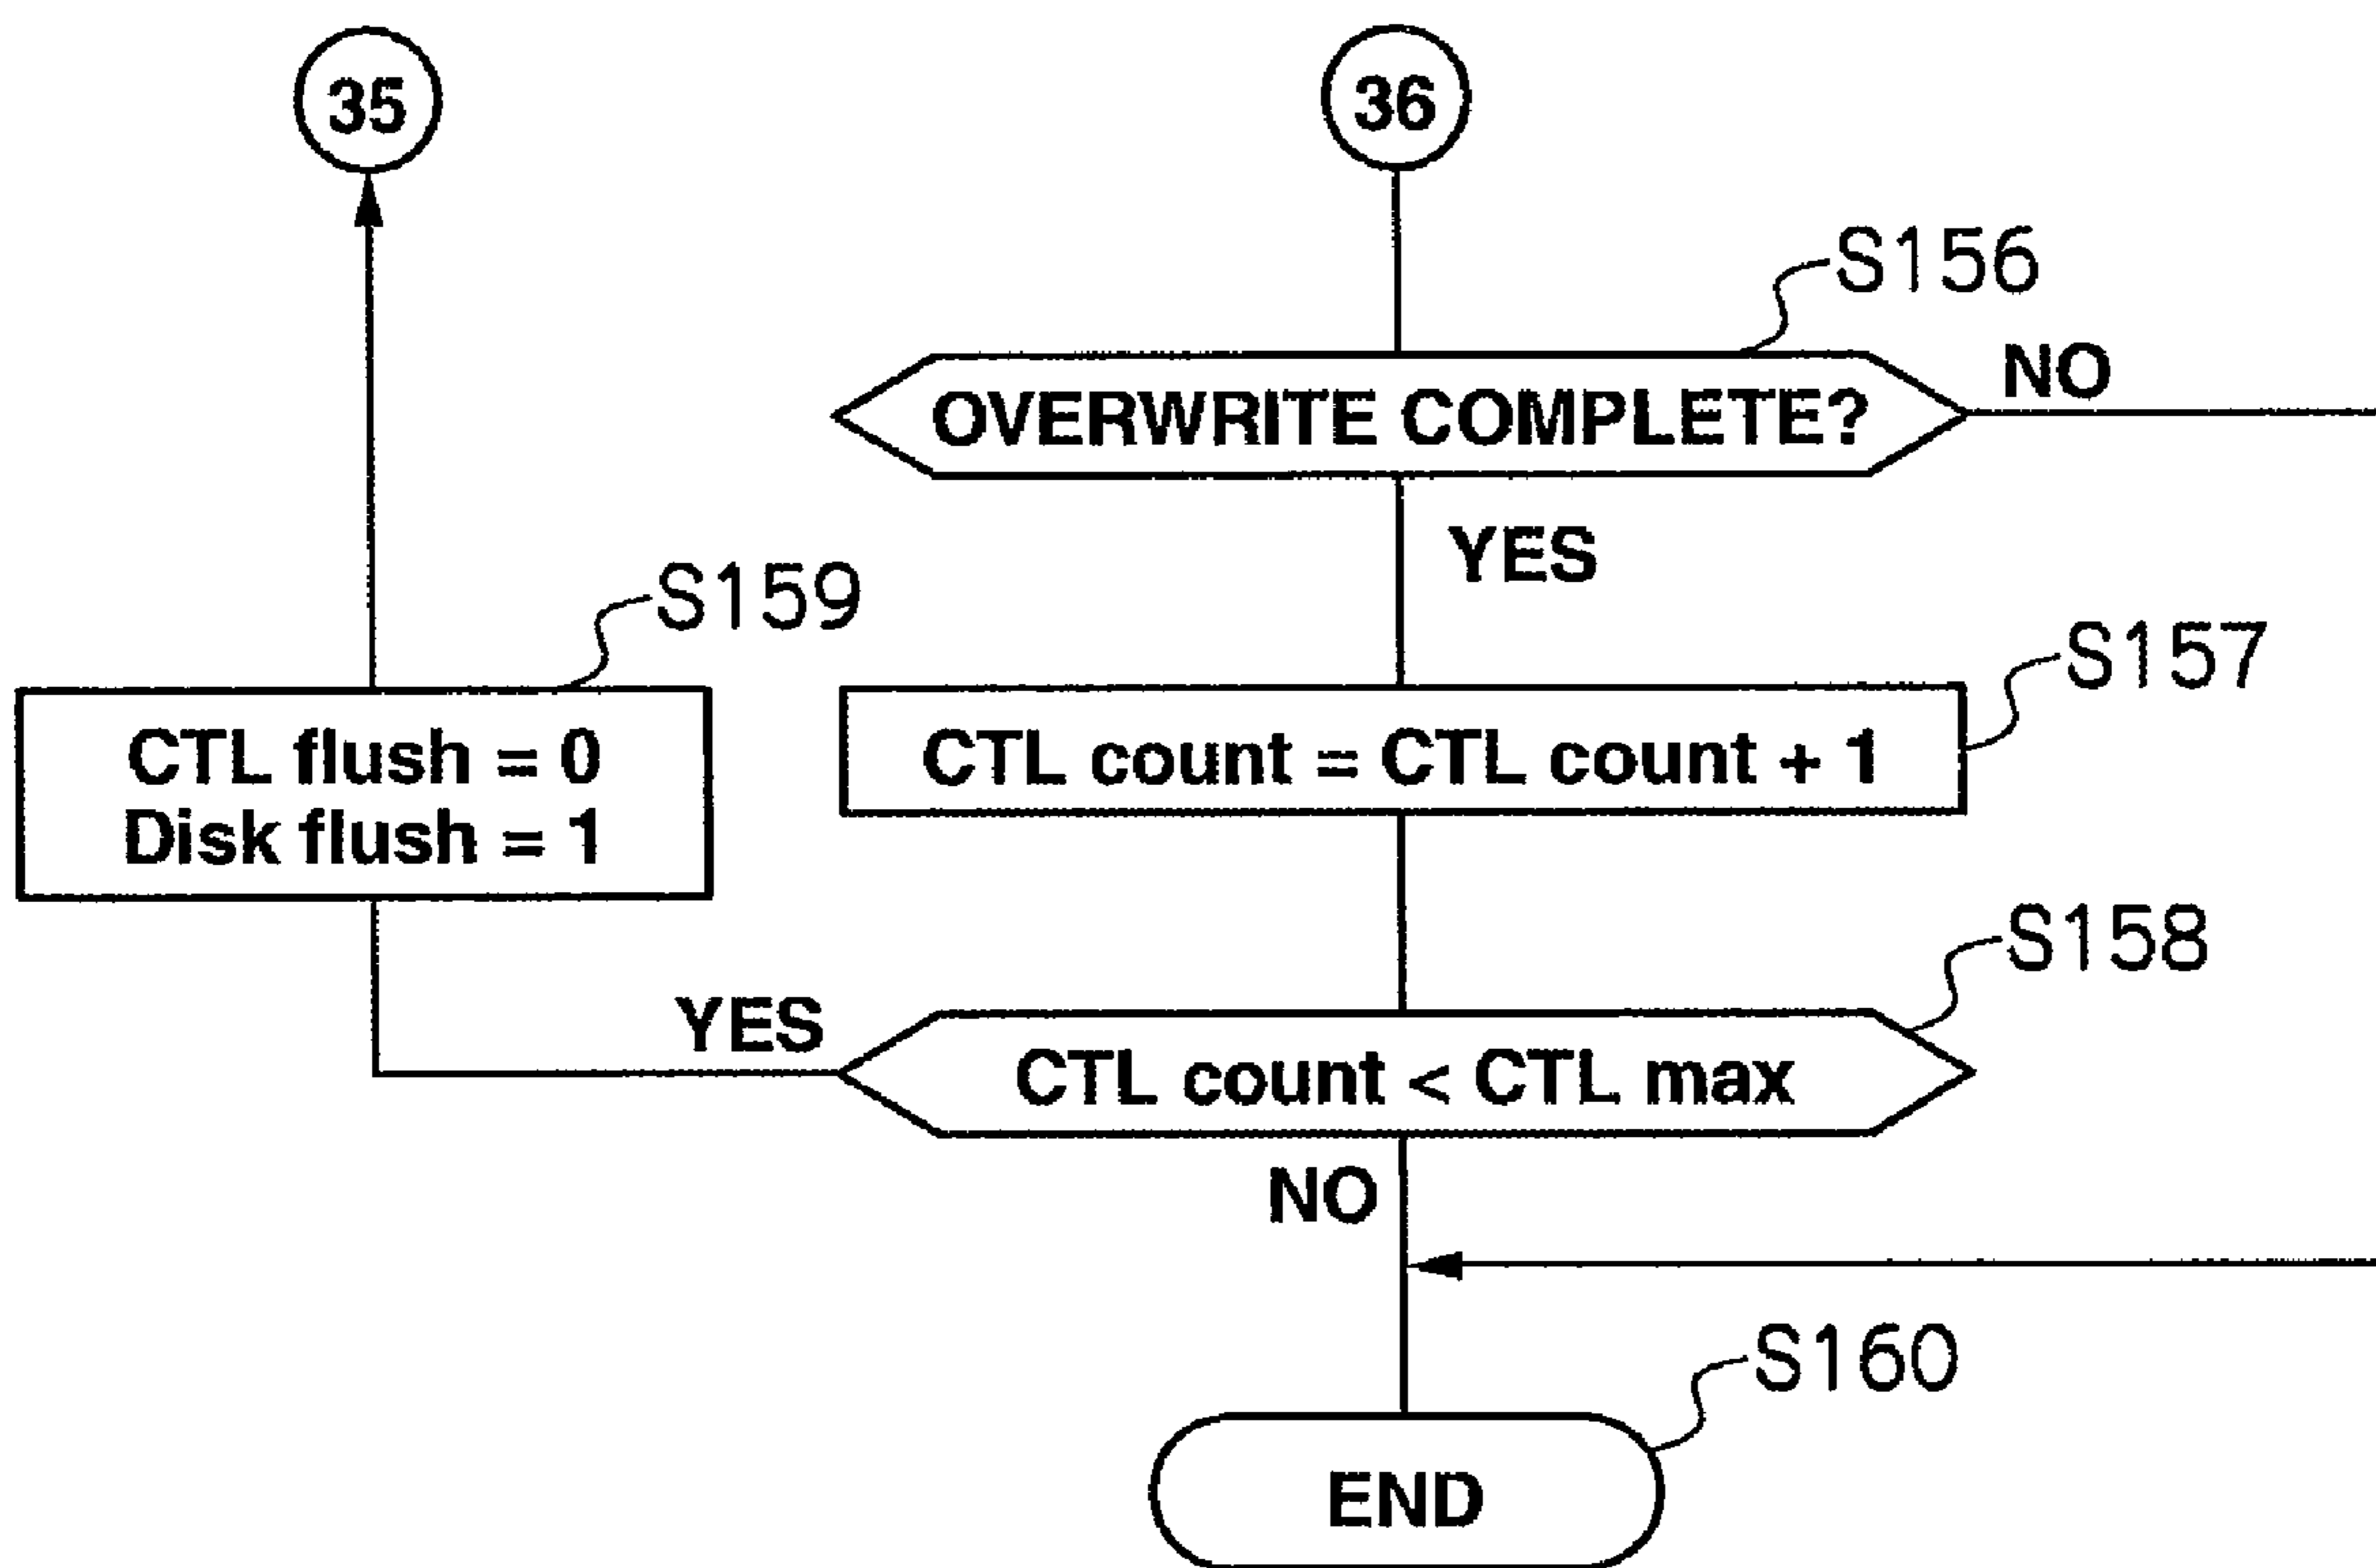 35
36
S156
OVERWRITE COMPLETE?
NO
YES
S159
S157
CTL flush = 0
Disk flush = 1
CTL count = CTL count + 1
S158
YES
CTL count < CTL max
NO
S160
END